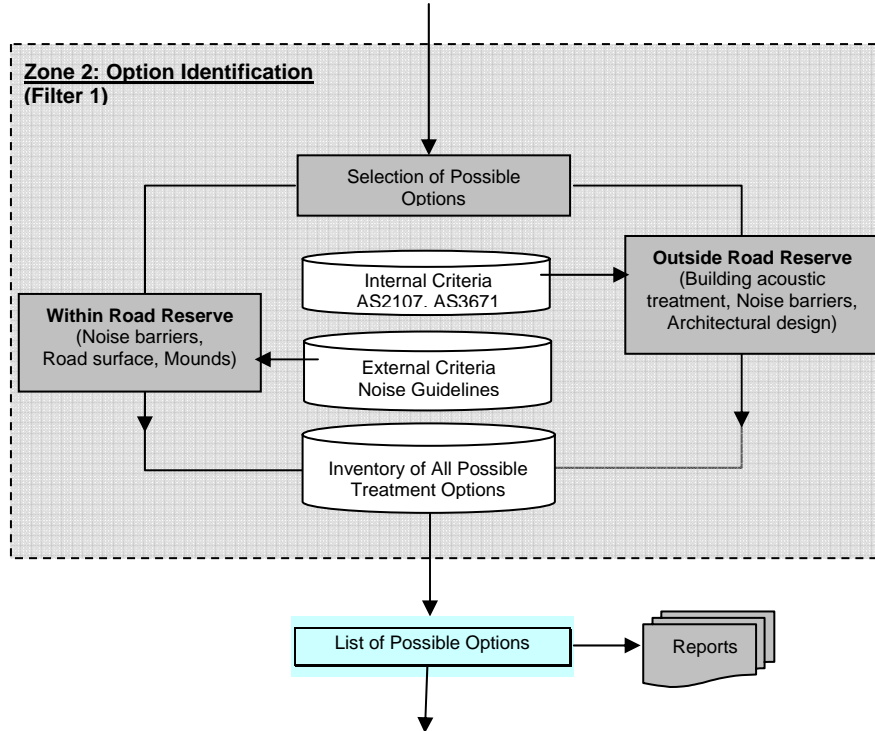 Zone 2: Option Identification
(Filter 1)
Selection of Possible
Options
Internal Criteria
AS2107, AS3671
Outside Road Reserve
(Building acoustic
treatment, Noise barriers,
Architectural design)
Within Road Reserve
(Noise barriers,
Road surface, Mounds)
External Criteria
Noise Guidelines
Inventory of All Possible
Treatment Options
List of Possible Options
Reports